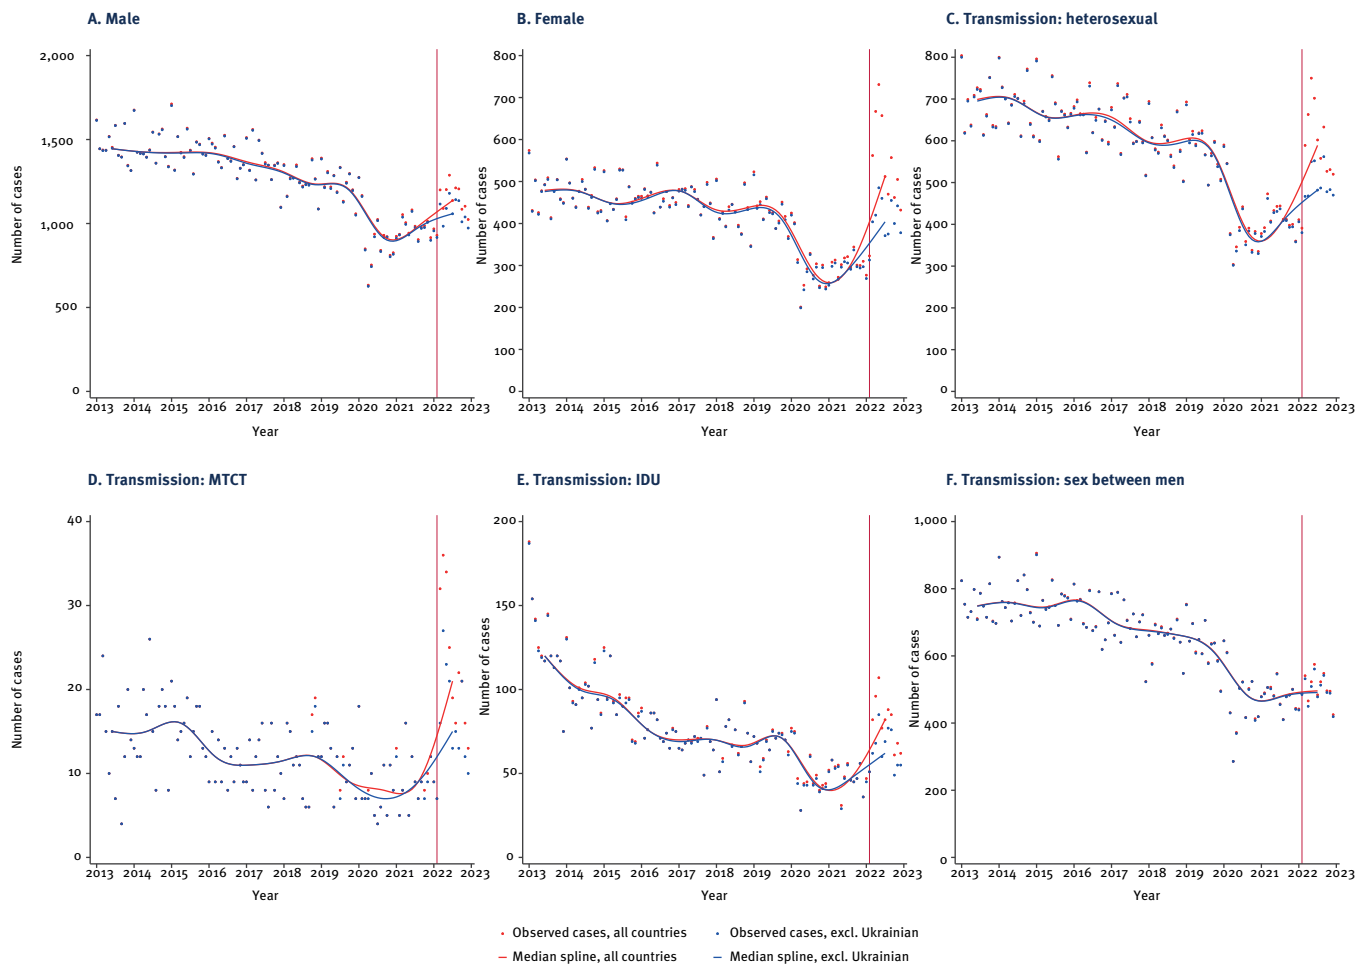 A. Male
B. Female
C. Transmission: heterosexual
2,000
1,500
1,000
500
0
Number of cases
2013 2014 2015 2016 2017 2018 2019 2020 2021 2022 2023
Year
800
700
600
500
400
300
200
100
0
Number of cases
2013 2014 2015 2016 2017 2018 2019 2020 2021 2022 2023
Year
800
700
600
500
400
300
200
100
0
Number of cases
2013 2014 2015 2016 2017 2018 2019 2020 2021 2022 2023
Year
D. Transmission: MTCT
E. Transmission: IDU
F. Transmission: sex between men
40
30
20
10
0
Number of cases
2013 2014 2015 2016 2017 2018 2019 2020 2021 2022 2023
Year
200
150
100
50
0
Number of cases
2013 2014 2015 2016 2017 2018 2019 2020 2021 2022 2023
Year
1,000
800
600
400
200
0
Number of cases
2013 2014 2015 2016 2017 2018 2019 2020 2021 2022 2023
Year
Observed cases, all countries
Observed cases, excl. Ukrainian
Median spline, all countries
Median spline, excl. Ukrainian